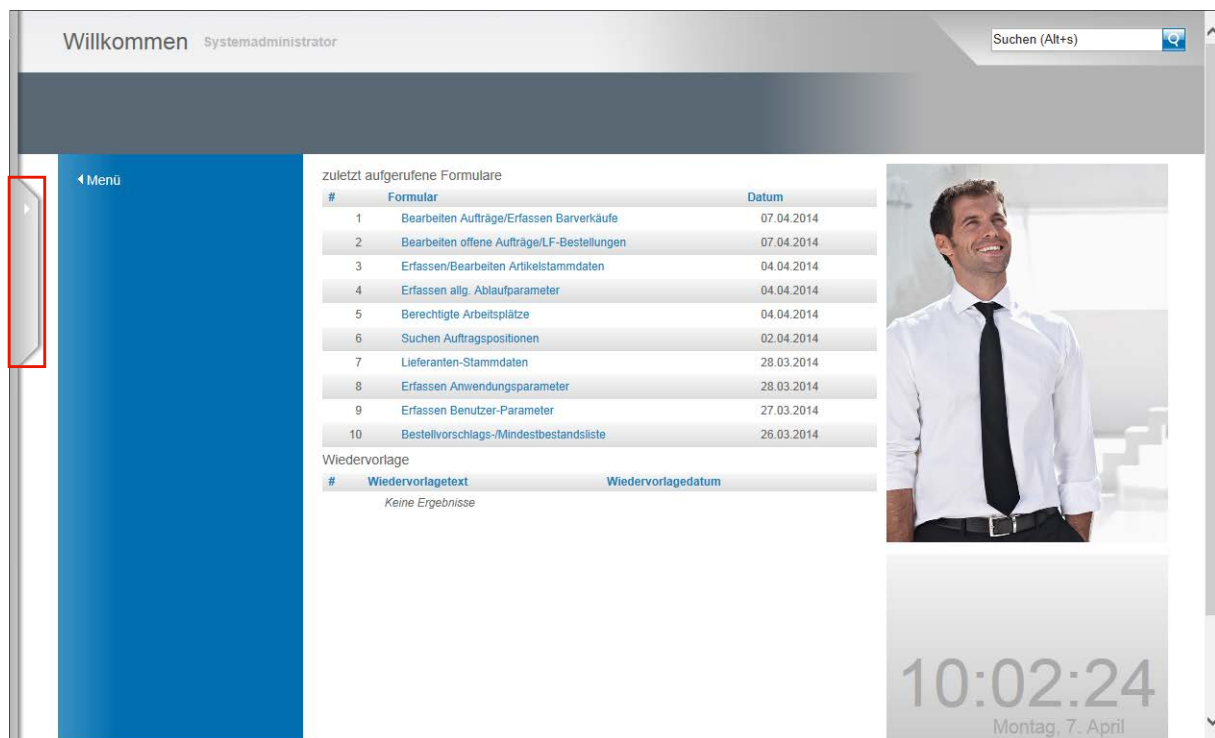 Willkommen Systemadministrator
Suchen (Alt+s)
Menü
zuletzt aufgerufene Formulare
# Formular Datum
1 Bearbeiten Aufträge/Erfassen Barverkäufe 07.04.2014
2 Bearbeiten offene Aufträge/LF-Bestellungen 07.04.2014
3 Erfassen/Bearbeiten Artikelstammdaten 04.04.2014
4 Erfassen allg. Ablaufparameter 04.04.2014
5 Berechtigte Arbeitsplätze 04.04.2014
6 Suchen Auftragspositionen 02.04.2014
7 Lieferanten-Stammdaten 28.03.2014
8 Erfassen Anwendungsparameter 28.03.2014
9 Erfassen Benutzer-Parameter 27.03.2014
10 Bestellvorschlags-/Mindestbestandsliste 26.03.2014
Wiedervorlage
# Wiedervorlagetext Wiedervorlagedatum
Keine Ergebnisse
10:02:24
Montag, 7. April